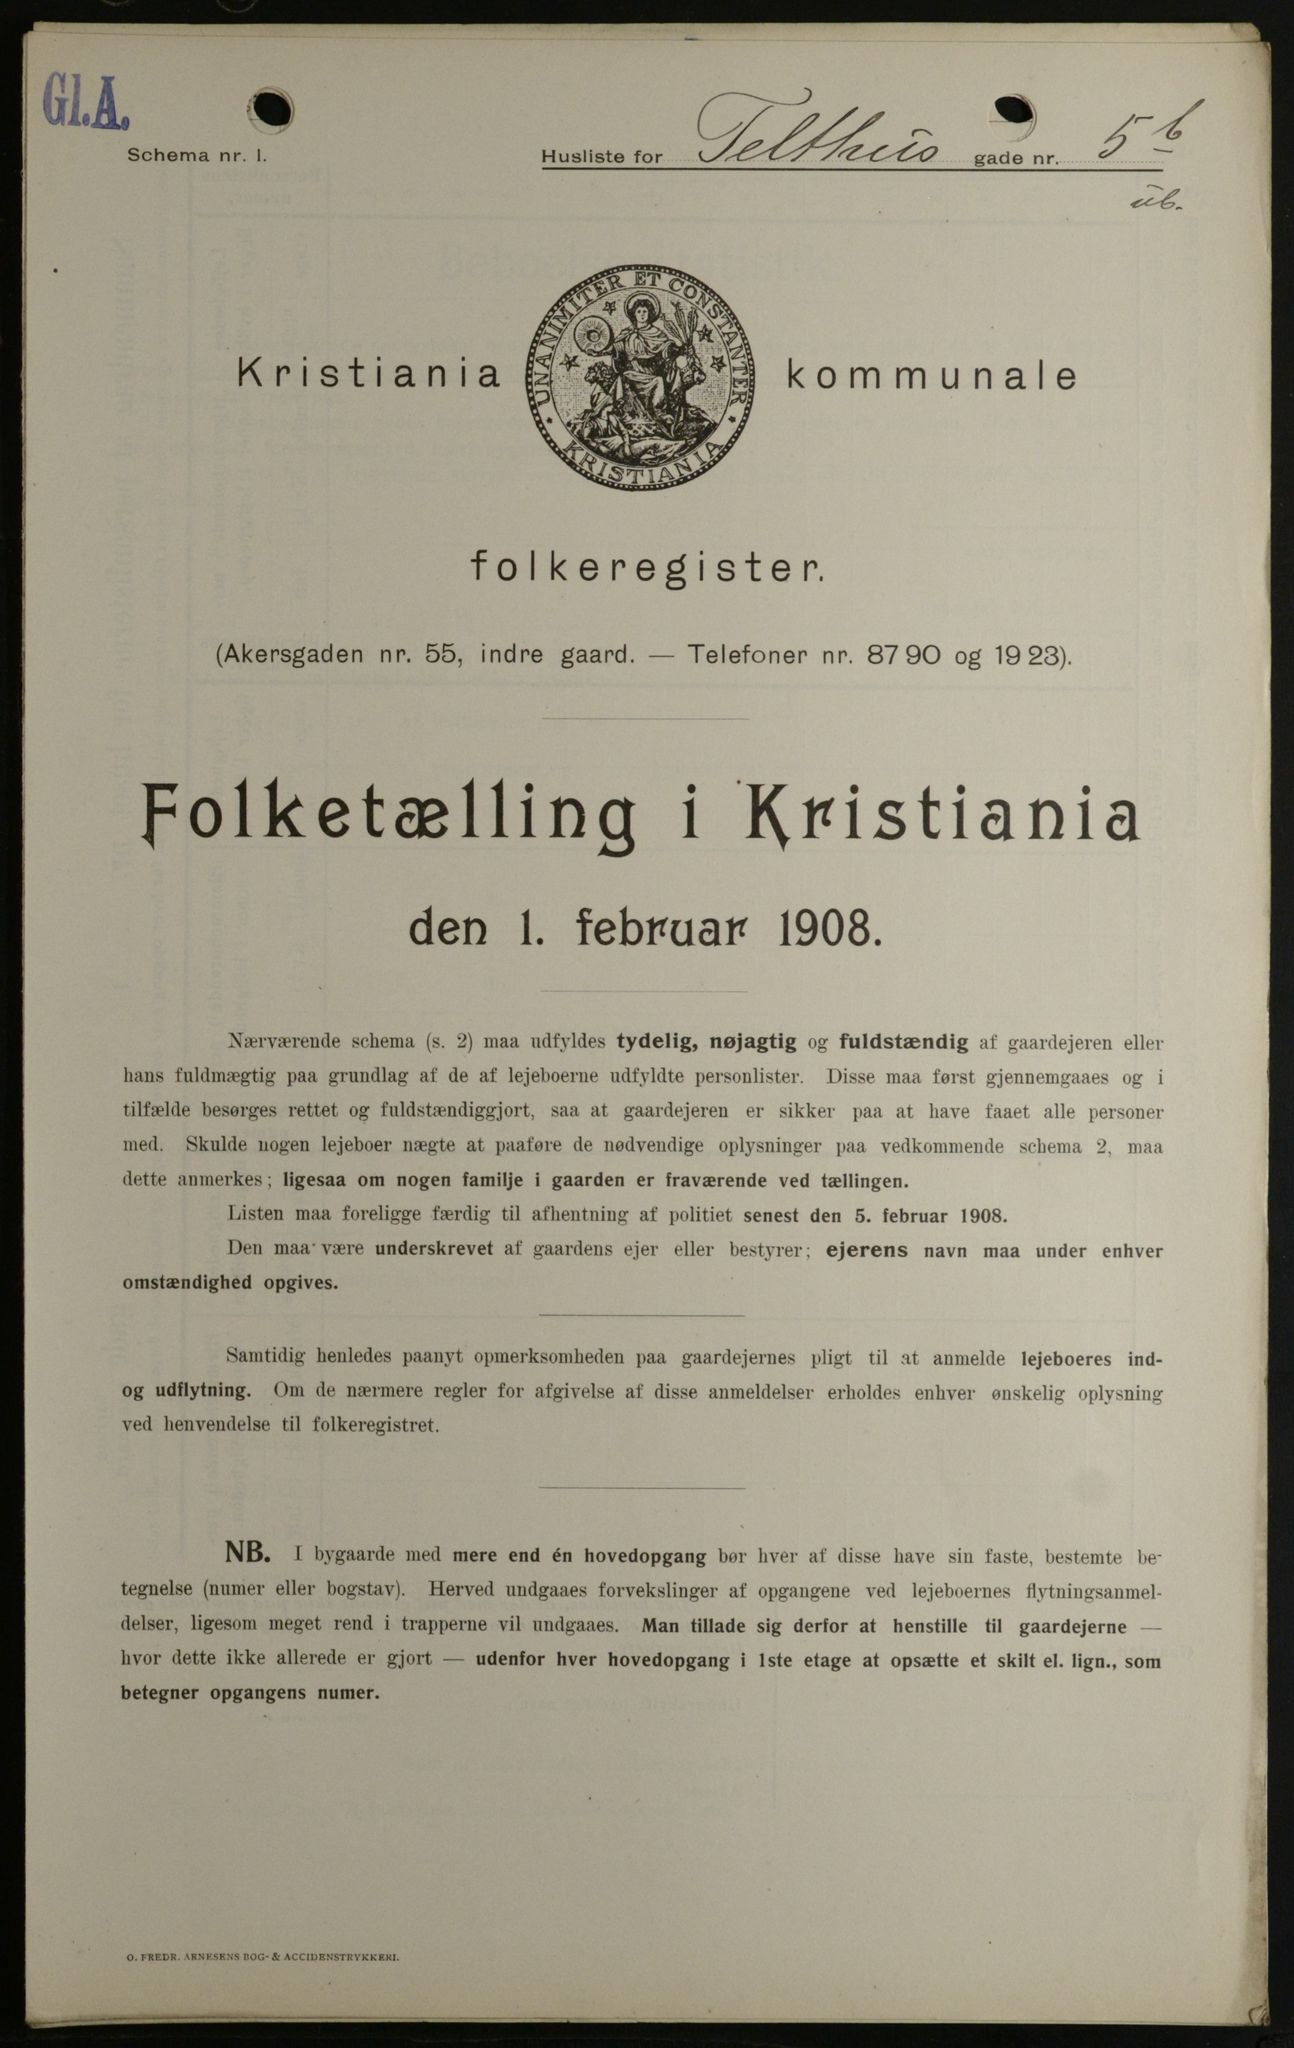 Gl.A.
Schema nr. 1.
Husliste for Telthus gade nr. 5 b
ub.
UNANIMITER ET CONSTANTER
KRISTIANIA
Kristiania kommunale
folkeregister.
(Akersgaden nr. 55, indre gaard. — Telefoner nr. 87 90 og 19 23).
Folketælling i Kristiania
den 1. februar 1908.
Nærværende schema (s. 2) maa udfyldes tydelig, nøjagtig og fuldstændig af gaardejeren eller
hans fuldmægtig paa grundlag af de af lejeboerne udfyldte personlister. Disse maa først gjennemgaaes og i
tilfælde besørges rettet og fuldstændiggjort, saa at gaardejeren er sikker paa at have faaet alle personer
med. Skulde nogen lejeboer nægte at paaføre de nødvendige oplysninger paa vedkommende schema 2, maa
dette anmerkes; ligesaa om nogen familje i gaarden er fraværende ved tællingen.
Listen maa foreligge færdig til afhentning af politiet senest den 5. februar 1908.
Den maa være underskrevet af gaardens ejer eller bestyrer; ejerens navn maa under enhver
omstændighed opgives.
Samtidig henledes paanyt opmerksomheden paa gaardejernes pligt til at anmelde lejeboeres ind-
og udflytning. Om de nærmere regler for afgivelse af disse anmeldelser erholdes enhver ønskelig oplysning
ved henvendelse til folkeregistret.
NB. I bygaarde med mere end én hovedopgang bør hver af disse have sin faste, bestemte be-
tegnelse (numer eller bogstav). Herved undgaaes forvekslinger af opgangene ved lejeboernes flytningsanmel-
delser, ligesom meget rend i trapperne vil undgaaes. Man tillade sig derfor at henstille til gaardejerne —
hvor dette ikke allerede er gjort — udenfor hver hovedopgang i 1ste etage at opsætte et skilt el. lign., som
betegner opgangens numer.
O. FREDR. ARNESENS BOG- & ACCIDENSTRYKKERI.